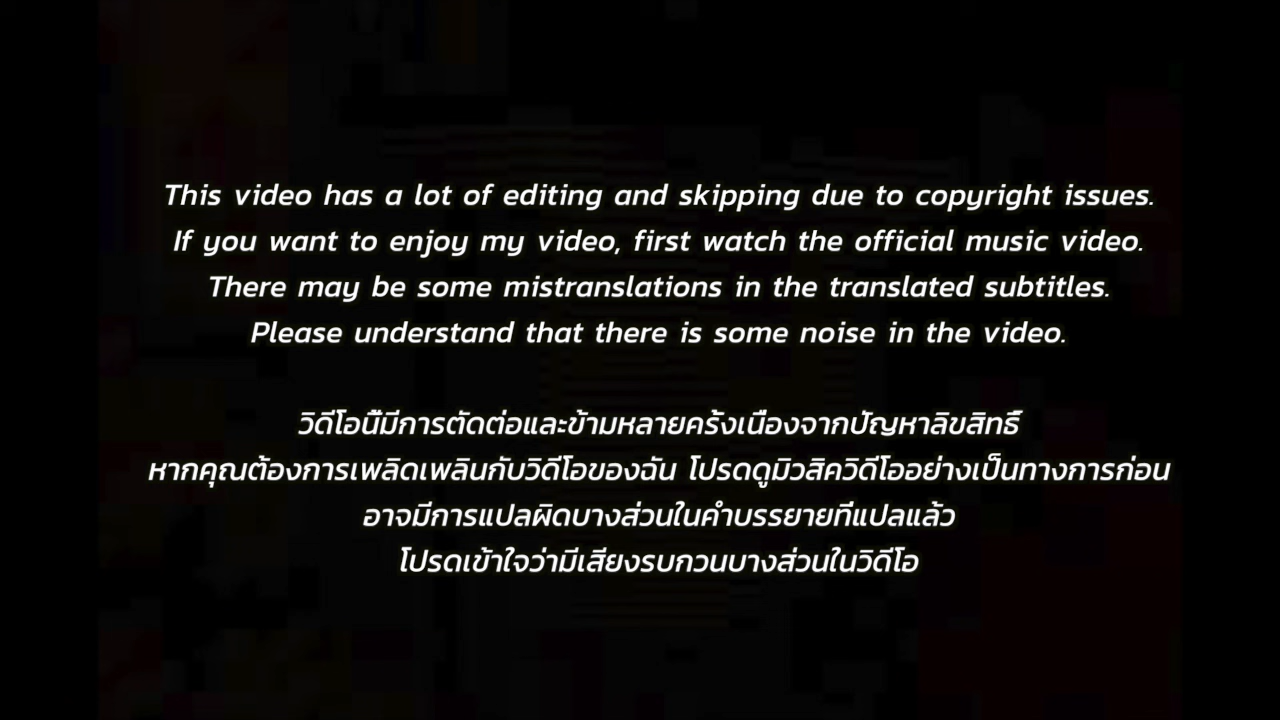 This video has a lot of editing and skipping due to copyright issues.
If you want to enjoy my video, first watch the official music video.
There may be some mistranslations in the translated subtitles.
Please understand that there is some noise in the video.
วิดีโอนี้มีการตัดต่อและข้ามหลายครั้งเนื่องจากปัญหาลิขสิทธิ์
หากคุณต้องการเพลิดเพลินกับวิดีโอของฉัน โปรดดูมิวสิควิดีโออย่างเป็นทางการก่อน
อาจมีการแปลผิดบางส่วนในคำบรรยายที่แปลแล้ว
โปรดเข้าใจว่ามีเสียงรบกวนบางส่วนในวิดีโอ